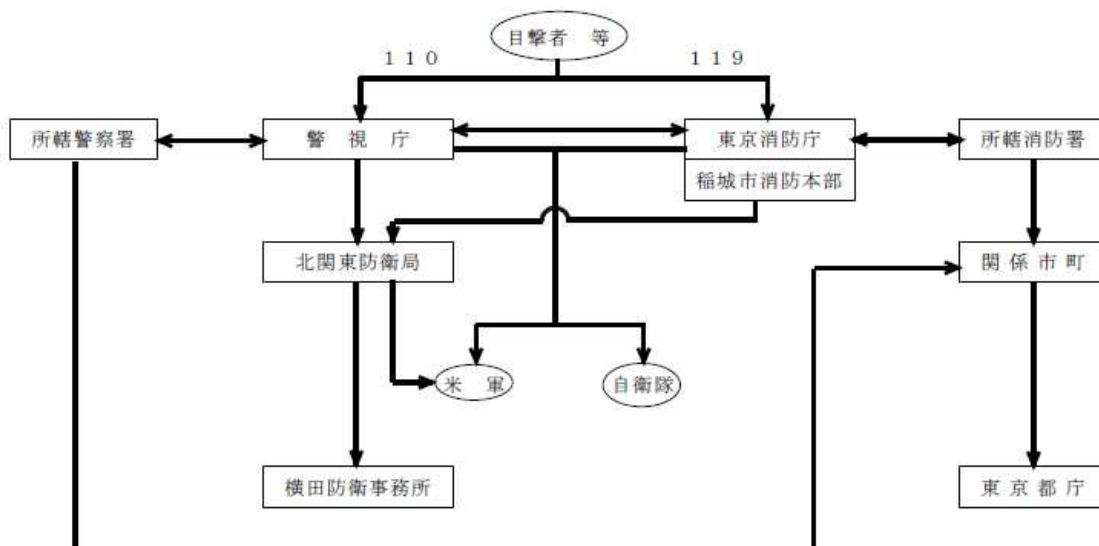 目撃者　等
１１０
１１９
所轄警察署
警　視　庁
東京消防庁
所轄消防署
稲城市消防本部
北関東防衛局
関 係 市 町
米　軍
自衛隊
横田防衛事務所
東 京 都 庁